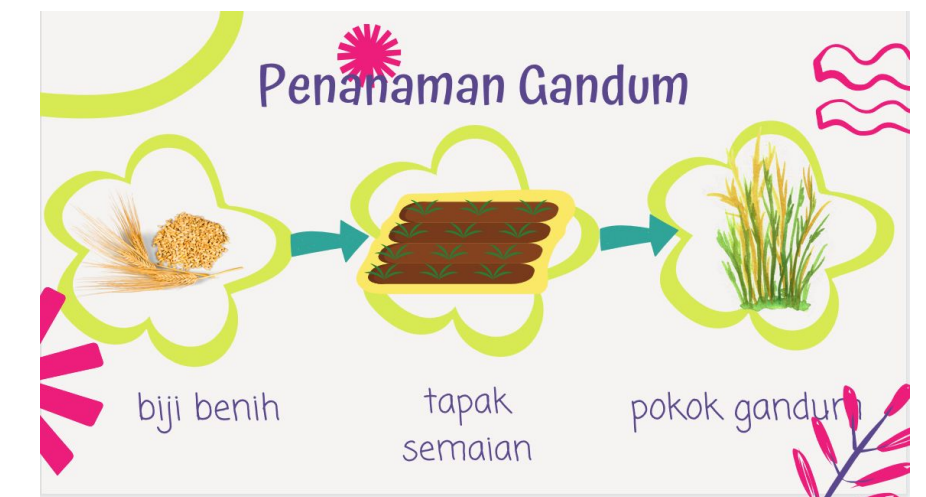 Penanaman Gandum
biji benih
tapak
semaian
pokok gandum